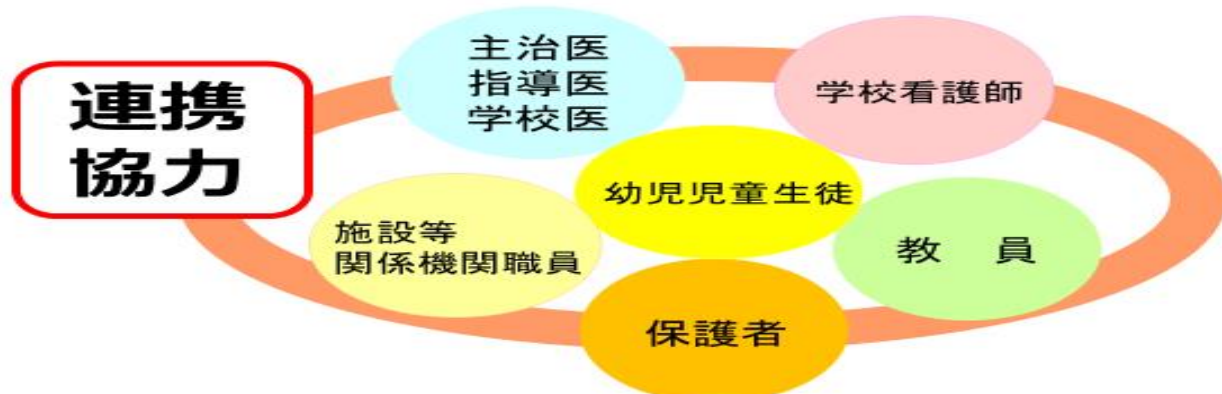 連携
協力
主治医
指導医
学校医
学校看護師
幼児児童生徒
施設等
関係機関職員
教　員
保護者